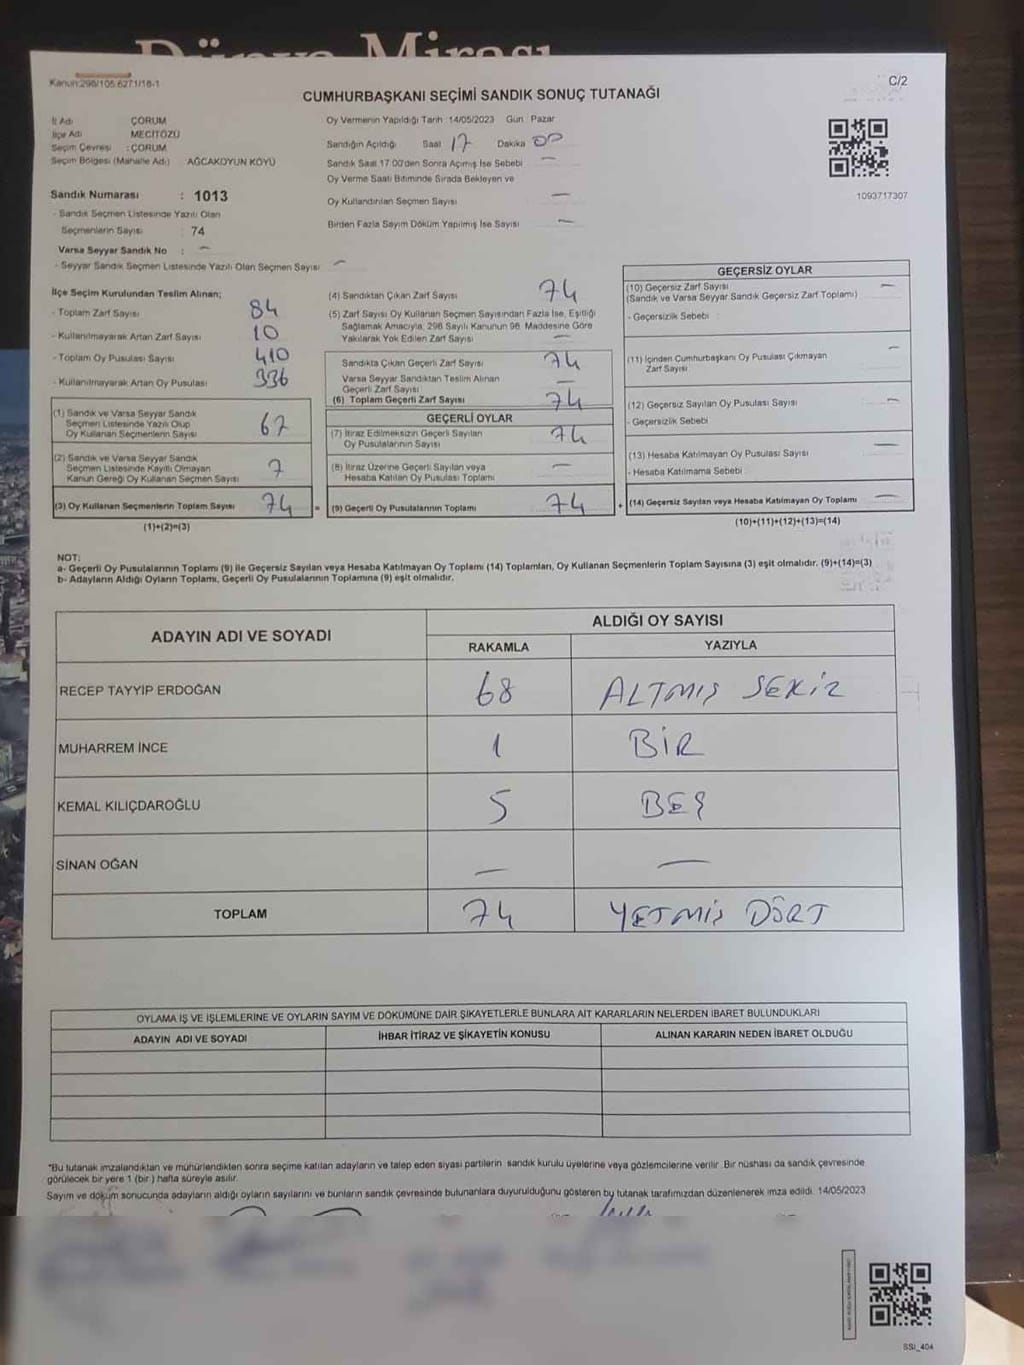 Dünya Mirası
Kanun:298/105.6271/18-1
C/2
CUMHURBAŞKANI SEÇİMİ SANDIK SONUÇ TUTANAĞI
İl Adı ÇORUM
İlçe Adı MECİTÖZÜ
Seçim Çevresi : ÇORUM
Seçim Bölgesi (Mahalle Adı) AĞCAKOYUN KÖYÜ
Sandık Numarası : 1013
- Sandık Seçmen Listesinde Yazılı Olan
Seçmenlerin Sayısı : 74
Varsa Seyyar Sandık No : —
- Seyyar Sandık Seçmen Listesinde Yazılı Olan Seçmen Sayısı —
Oy Vermenin Yapıldığı Tarih :14/05/2023 Gün : Pazar
Sandığın Açıldığı Saat 17 Dakika 00
Sandık Saat 17:00'den Sonra Açımış İse Sebebi —
Oy Verme Saati Bitiminde Sırada Bekleyen ve
Oy Kullandırılan Seçmen Sayısı —
Birden Fazla Sayım Döküm Yapılmış İse Sayısı —
1093717307
İlçe Seçim Kurulundan Teslim Alınan;
- Toplam Zarf Sayısı 84
- Kullanılmayarak Artan Zarf Sayısı 10
- Toplam Oy Pusulası Sayısı 410
- Kullanılmayarak Artan Oy Pusulası 336
(1) Sandık ve Varsa Seyyar Sandık
Seçmen Listesinde Yazılı Olup
Oy Kullanan Seçmenlerin Sayısı 67
(2) Sandık ve Varsa Seyyar Sandık
Seçmen Listesinde Kayıtlı Olmayan
Kanun Gereği Oy Kullanan Seçmen Sayısı 7
(3) Oy Kullanan Seçmenlerin Toplam Sayısı 74 =
(1)+(2)=(3)
(4) Sandıktan Çıkan Zarf Sayısı 74
(5) Zarf Sayısı Oy Kullanan Seçmen Sayısından Fazla İse, Eşitliği
Sağlamak Amacıyla, 298 Sayılı Kanunun 98. Maddesine Göre
Yakılarak Yok Edilen Zarf Sayısı —
Sandıkta Çıkan Geçerli Zarf Sayısı 74
Varsa Seyyar Sandıktan Teslim Alınan
Geçerli Zarf Sayısı —
(6) Toplam Geçerli Zarf Sayısı 74
GEÇERLİ OYLAR
(7) İtiraz Edilmeksizin Geçerli Sayılan
Oy Pusulalarının Sayısı 74
(8) İtiraz Üzerine Geçerli Sayılan veya
Hesaba Katılan Oy Pusulaları Toplamı —
(9) Geçerli Oy Pusulalarının Toplamı 74 +
GEÇERSİZ OYLAR
(10) Geçersiz Zarf Sayısı —
(Sandık ve Varsa Seyyar Sandık Geçersiz Zarf Toplamı)
- Geçersizlik Sebebi :
(11) İçinden Cumhurbaşkanı Oy Pusulası Çıkmayan —
Zarf Sayısı
(12) Geçersiz Sayılan Oy Pusulası Sayısı —
- Geçersizlik Sebebi
(13) Hesaba Katılmayan Oy Pusulası Sayısı —
- Hesaba Katılmama Sebebi
(14) Geçersiz Sayılan veya Hesaba Katılmayan Oy Toplamı —
(10)+(11)+(12)+(13)=(14)
NOT:
a- Geçerli Oy Pusulalarının Toplamı (9) ile Geçersiz Sayılan veya Hesaba Katılmayan Oy Toplamı (14) Toplamları, Oy Kullanan Seçmenlerin Toplam Sayısına (3) eşit olmalıdır. (9)+(14)=(3)
b- Adayların Aldığı Oyların Toplamı, Geçerli Oy Pusulalarının Toplamına (9) eşit olmalıdır.
ADAYIN ADI VE SOYADI
ALDIĞI OY SAYISI
RAKAMLA YAZIYLA
RECEP TAYYİP ERDOĞAN 68 ALTMIŞ SEKİZ
MUHARREM İNCE 1 BİR
KEMAL KILIÇDAROĞLU 5 BEŞ
SİNAN OĞAN — —
TOPLAM 74 YETMİŞ DÖRT
OYLAMA İŞ VE İŞLEMLERİNE VE OYLARIN SAYIM VE DÖKÜMÜNE DAİR ŞİKAYETLERLE BUNLARA AİT KARARLARIN NELERDEN İBARET BULUNDUKLARI
ADAYIN ADI VE SOYADI İHBAR İTİRAZ VE ŞİKAYETİN KONUSU ALINAN KARARIN NEDEN İBARET OLDUĞU
*Bu tutanak imzalandıktan ve mühürlendikten sonra seçime katılan adayların ve talep eden siyasi partilerin sandık kurulu üyelerine veya gözlemcilerine verilir. Bir nüshası da sandık çevresinde
görülecek bir yere 1 (bir ) hafta süreyle asılır.
Sayım ve döküm sonucunda adayların aldığı oyların sayılarını ve bunların sandık çevresinde bulunanlara duyurulduğunu gösteren bu tutanak tarafımızdan düzenlenerek imza edildi. 14/05/2023
SSI_404